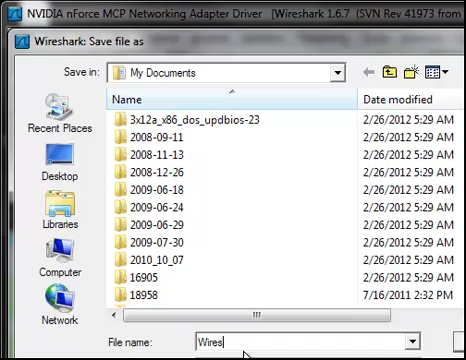 NVIDIA nForce MCP Networking Adapter Driver [Wireshark 1.6.7 (SVN Rev 41973 from
Wireshark: Save file as
Save in: My Documents
Name Date modified
3x12a_x86_dos_updbios-23 2/26/2012 5:29 AM
2008-09-11 2/26/2012 5:29 AM
2008-11-13 2/26/2012 5:29 AM
2008-12-26 2/26/2012 5:29 AM
2009-06-18 2/26/2012 5:29 AM
2009-06-24 2/26/2012 5:29 AM
2009-06-29 2/26/2012 5:29 AM
2009-07-30 2/26/2012 5:29 AM
2010_10_07 2/26/2012 5:29 AM
16905 2/26/2012 5:29 AM
18958 7/16/2011 2:32 PM
Recent Places
Desktop
Libraries
Computer
Network
File name: Wires